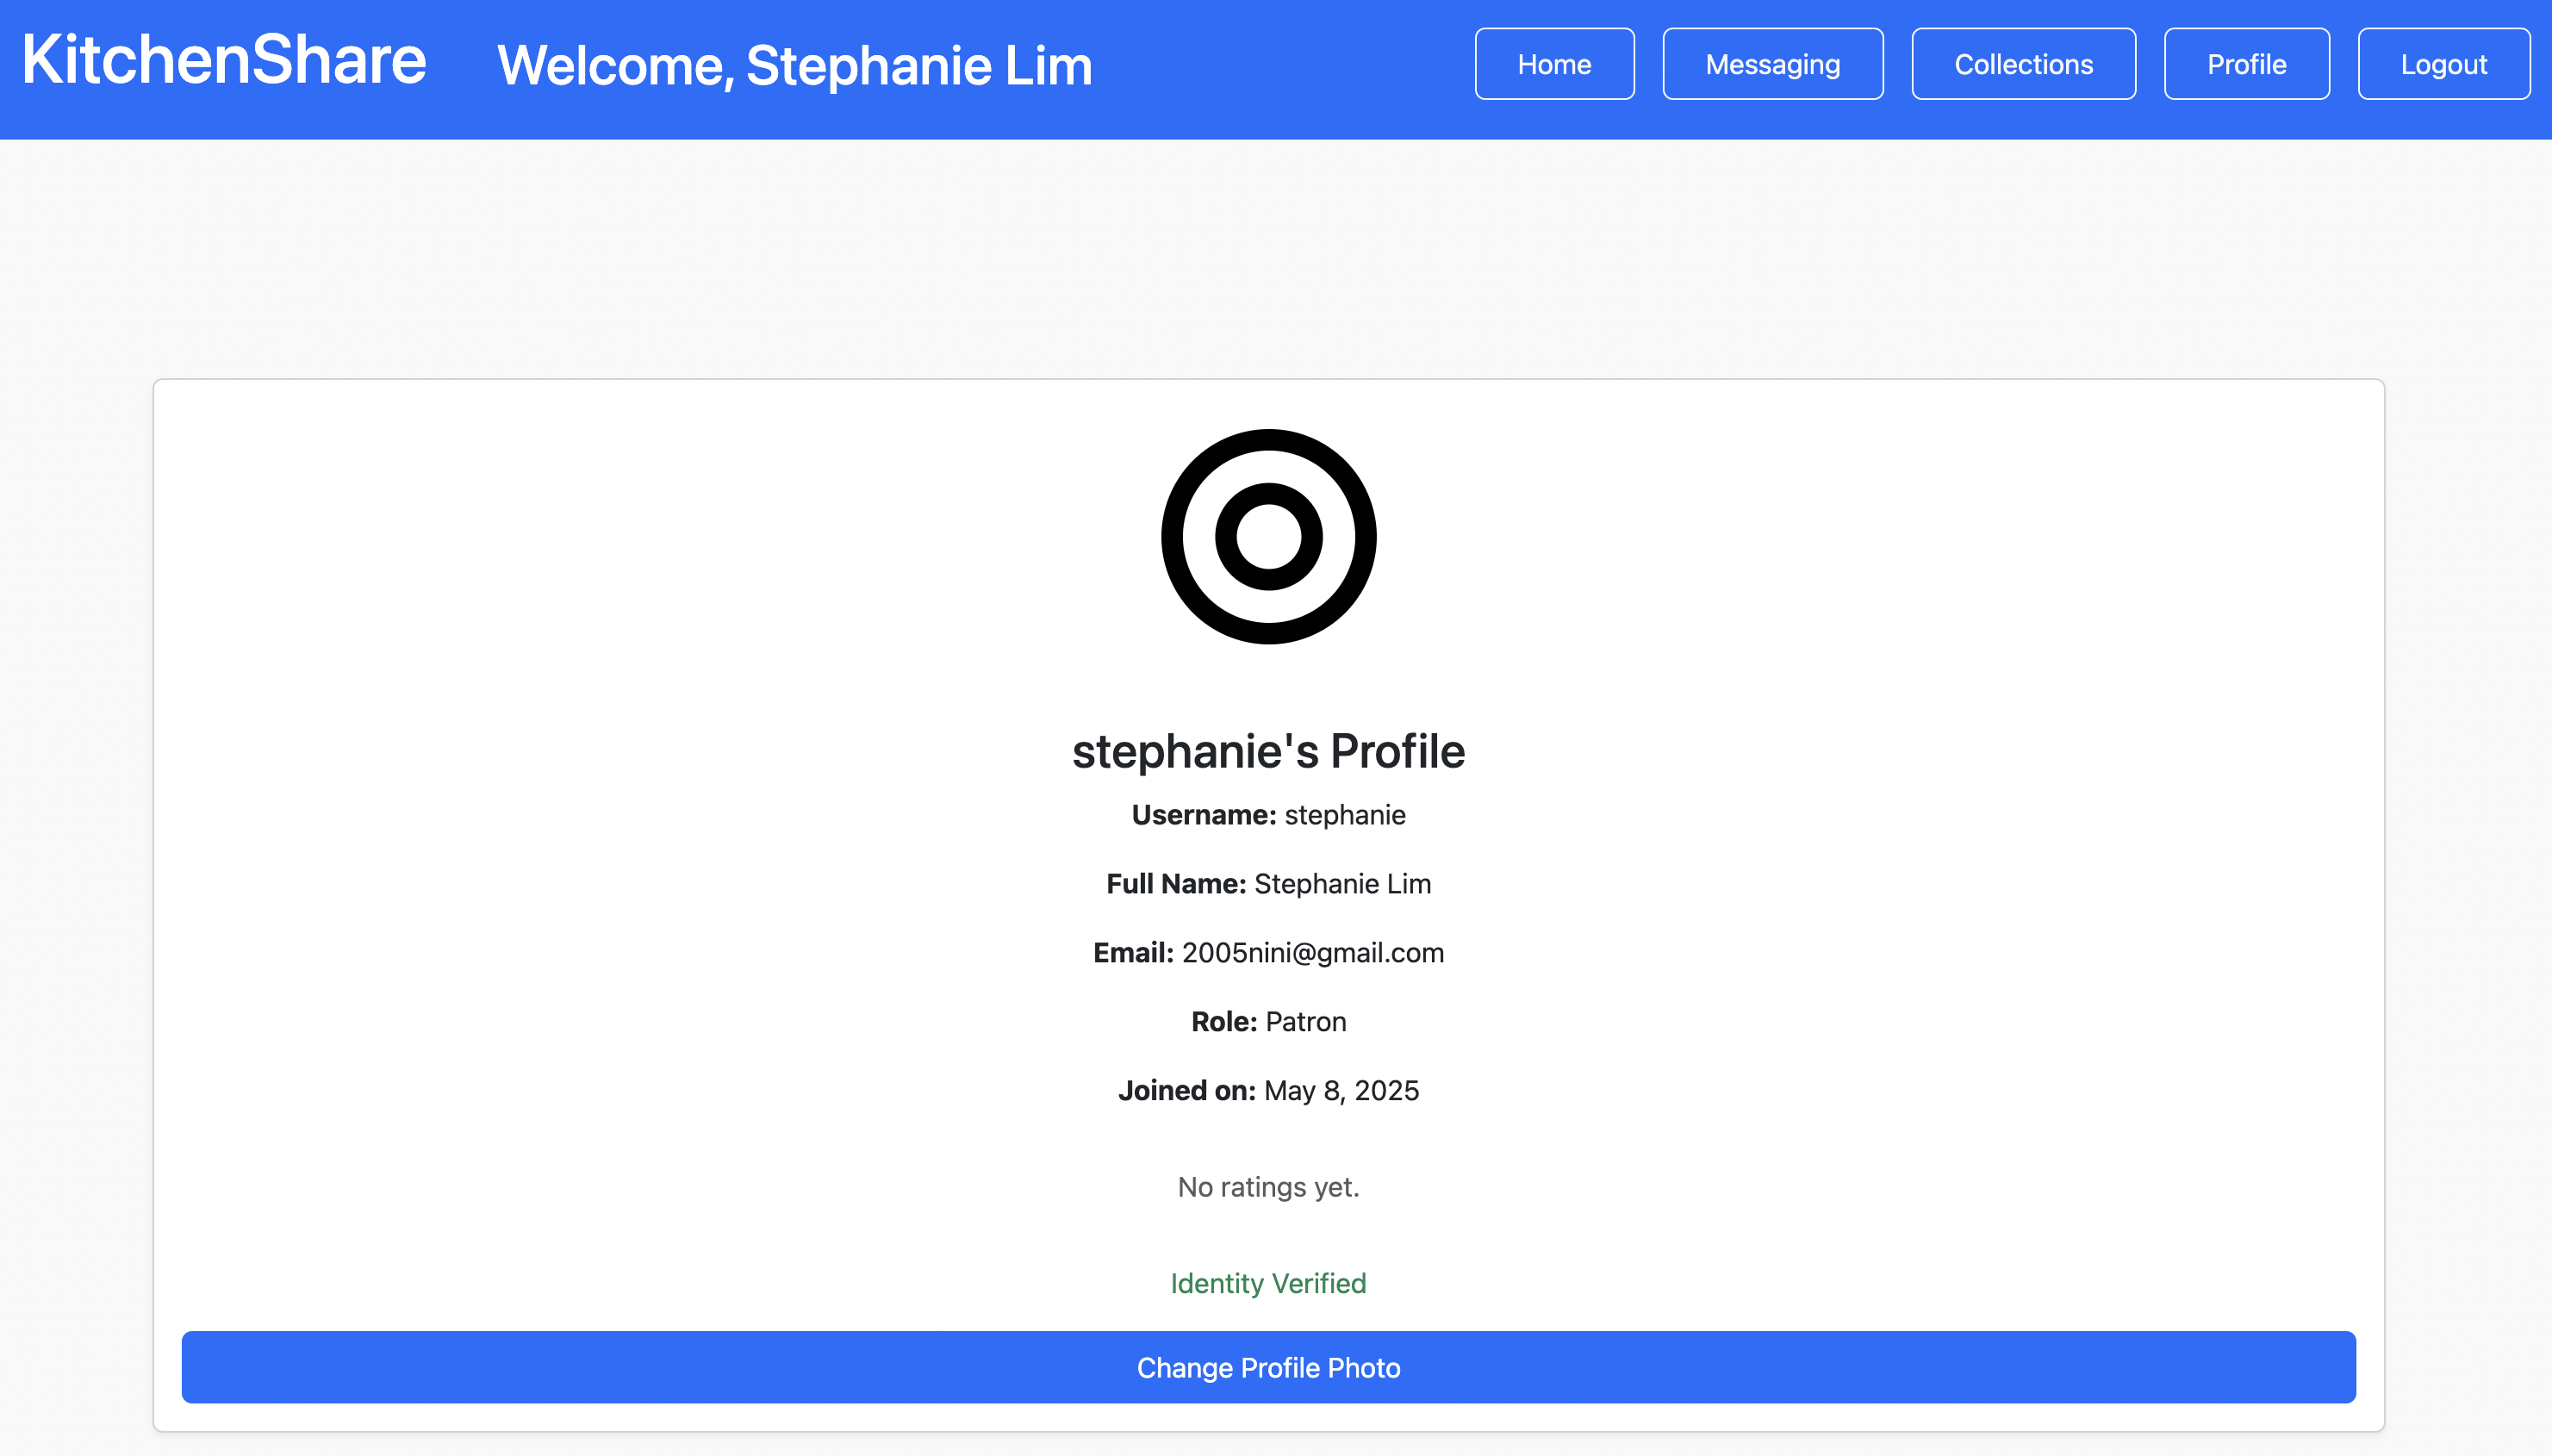 KitchenShare
Welcome, Stephanie Lim
Home
Messaging
Collections
Profile
Logout
stephanie's Profile
Username: stephanie
Full Name: Stephanie Lim
Email: 2005nini@gmail.com
Role: Patron
Joined on: May 8, 2025
No ratings yet.
Identity Verified
Change Profile Photo